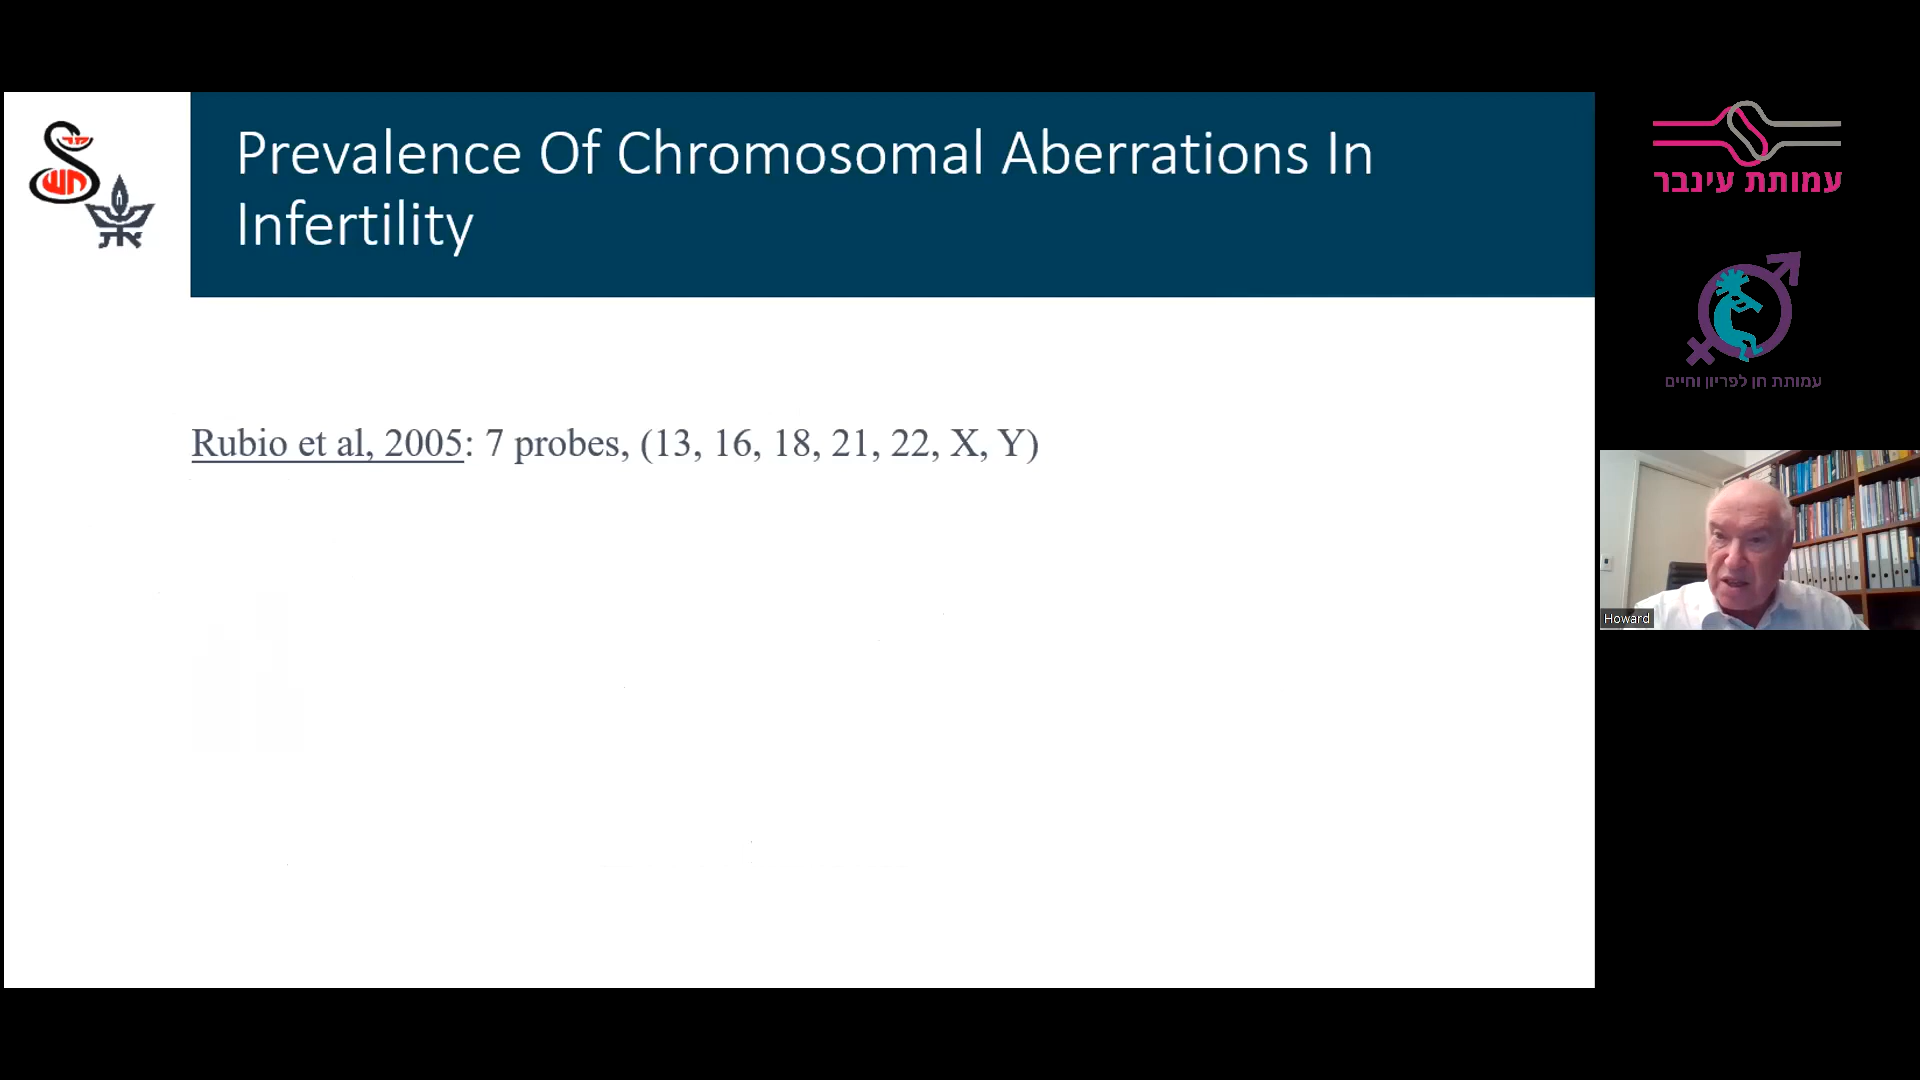 Prevalence Of Chromosomal Aberrations In
Infertility
Rubio et al, 2005: 7 probes, (13, 16, 18, 21, 22, X, Y)
עמותת עינבר
עמותת חן לפריון וחיים
Howard